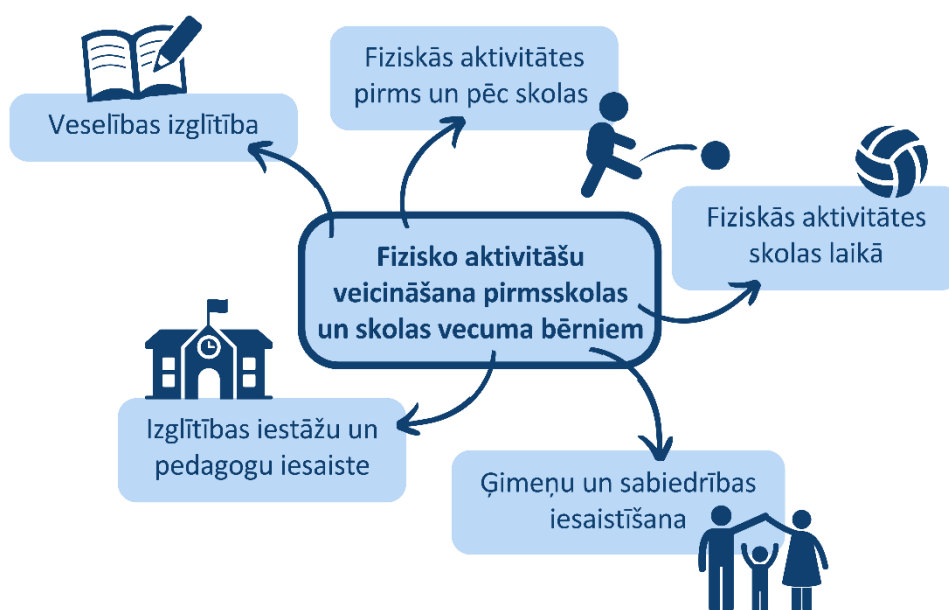 Fiziskās aktivitātes
pirms un pēc skolas
Veselības izglītība
Fiziskās aktivitātes
skolas laikā
Fizisko aktivitāšu
veicināšana pirmsskolas
un skolas vecuma bērniem
Izglītības iestāžu un
pedagogu iesaiste
Ģimeņu un sabiedrības
iesaistīšana